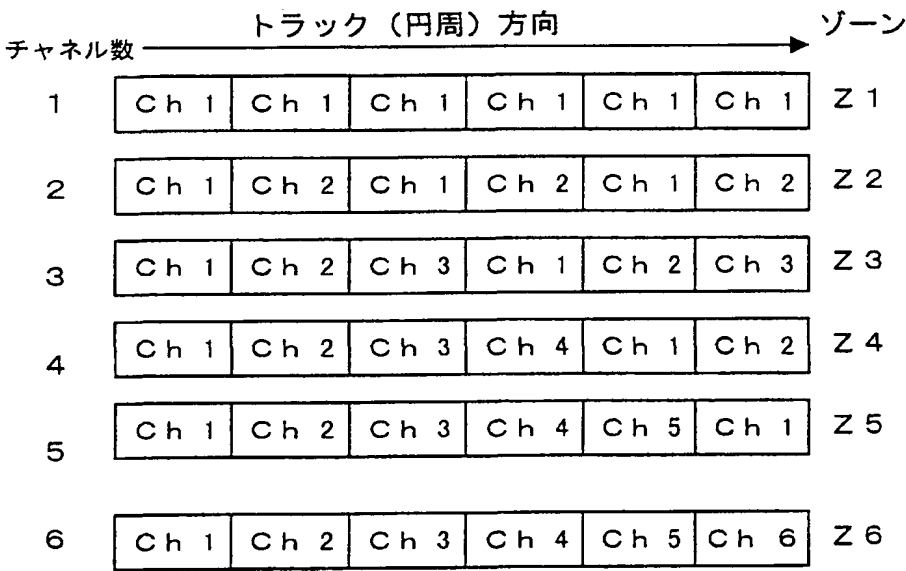 トラック（円周）方向 ゾーン
チャネル数
1 Ch 1 Ch 1 Ch 1 Ch 1 Ch 1 Ch 1 Z 1
2 Ch 1 Ch 2 Ch 1 Ch 2 Ch 1 Ch 2 Z 2
3 Ch 1 Ch 2 Ch 3 Ch 1 Ch 2 Ch 3 Z 3
4 Ch 1 Ch 2 Ch 3 Ch 4 Ch 1 Ch 2 Z 4
5 Ch 1 Ch 2 Ch 3 Ch 4 Ch 5 Ch 1 Z 5
6 Ch 1 Ch 2 Ch 3 Ch 4 Ch 5 Ch 6 Z 6